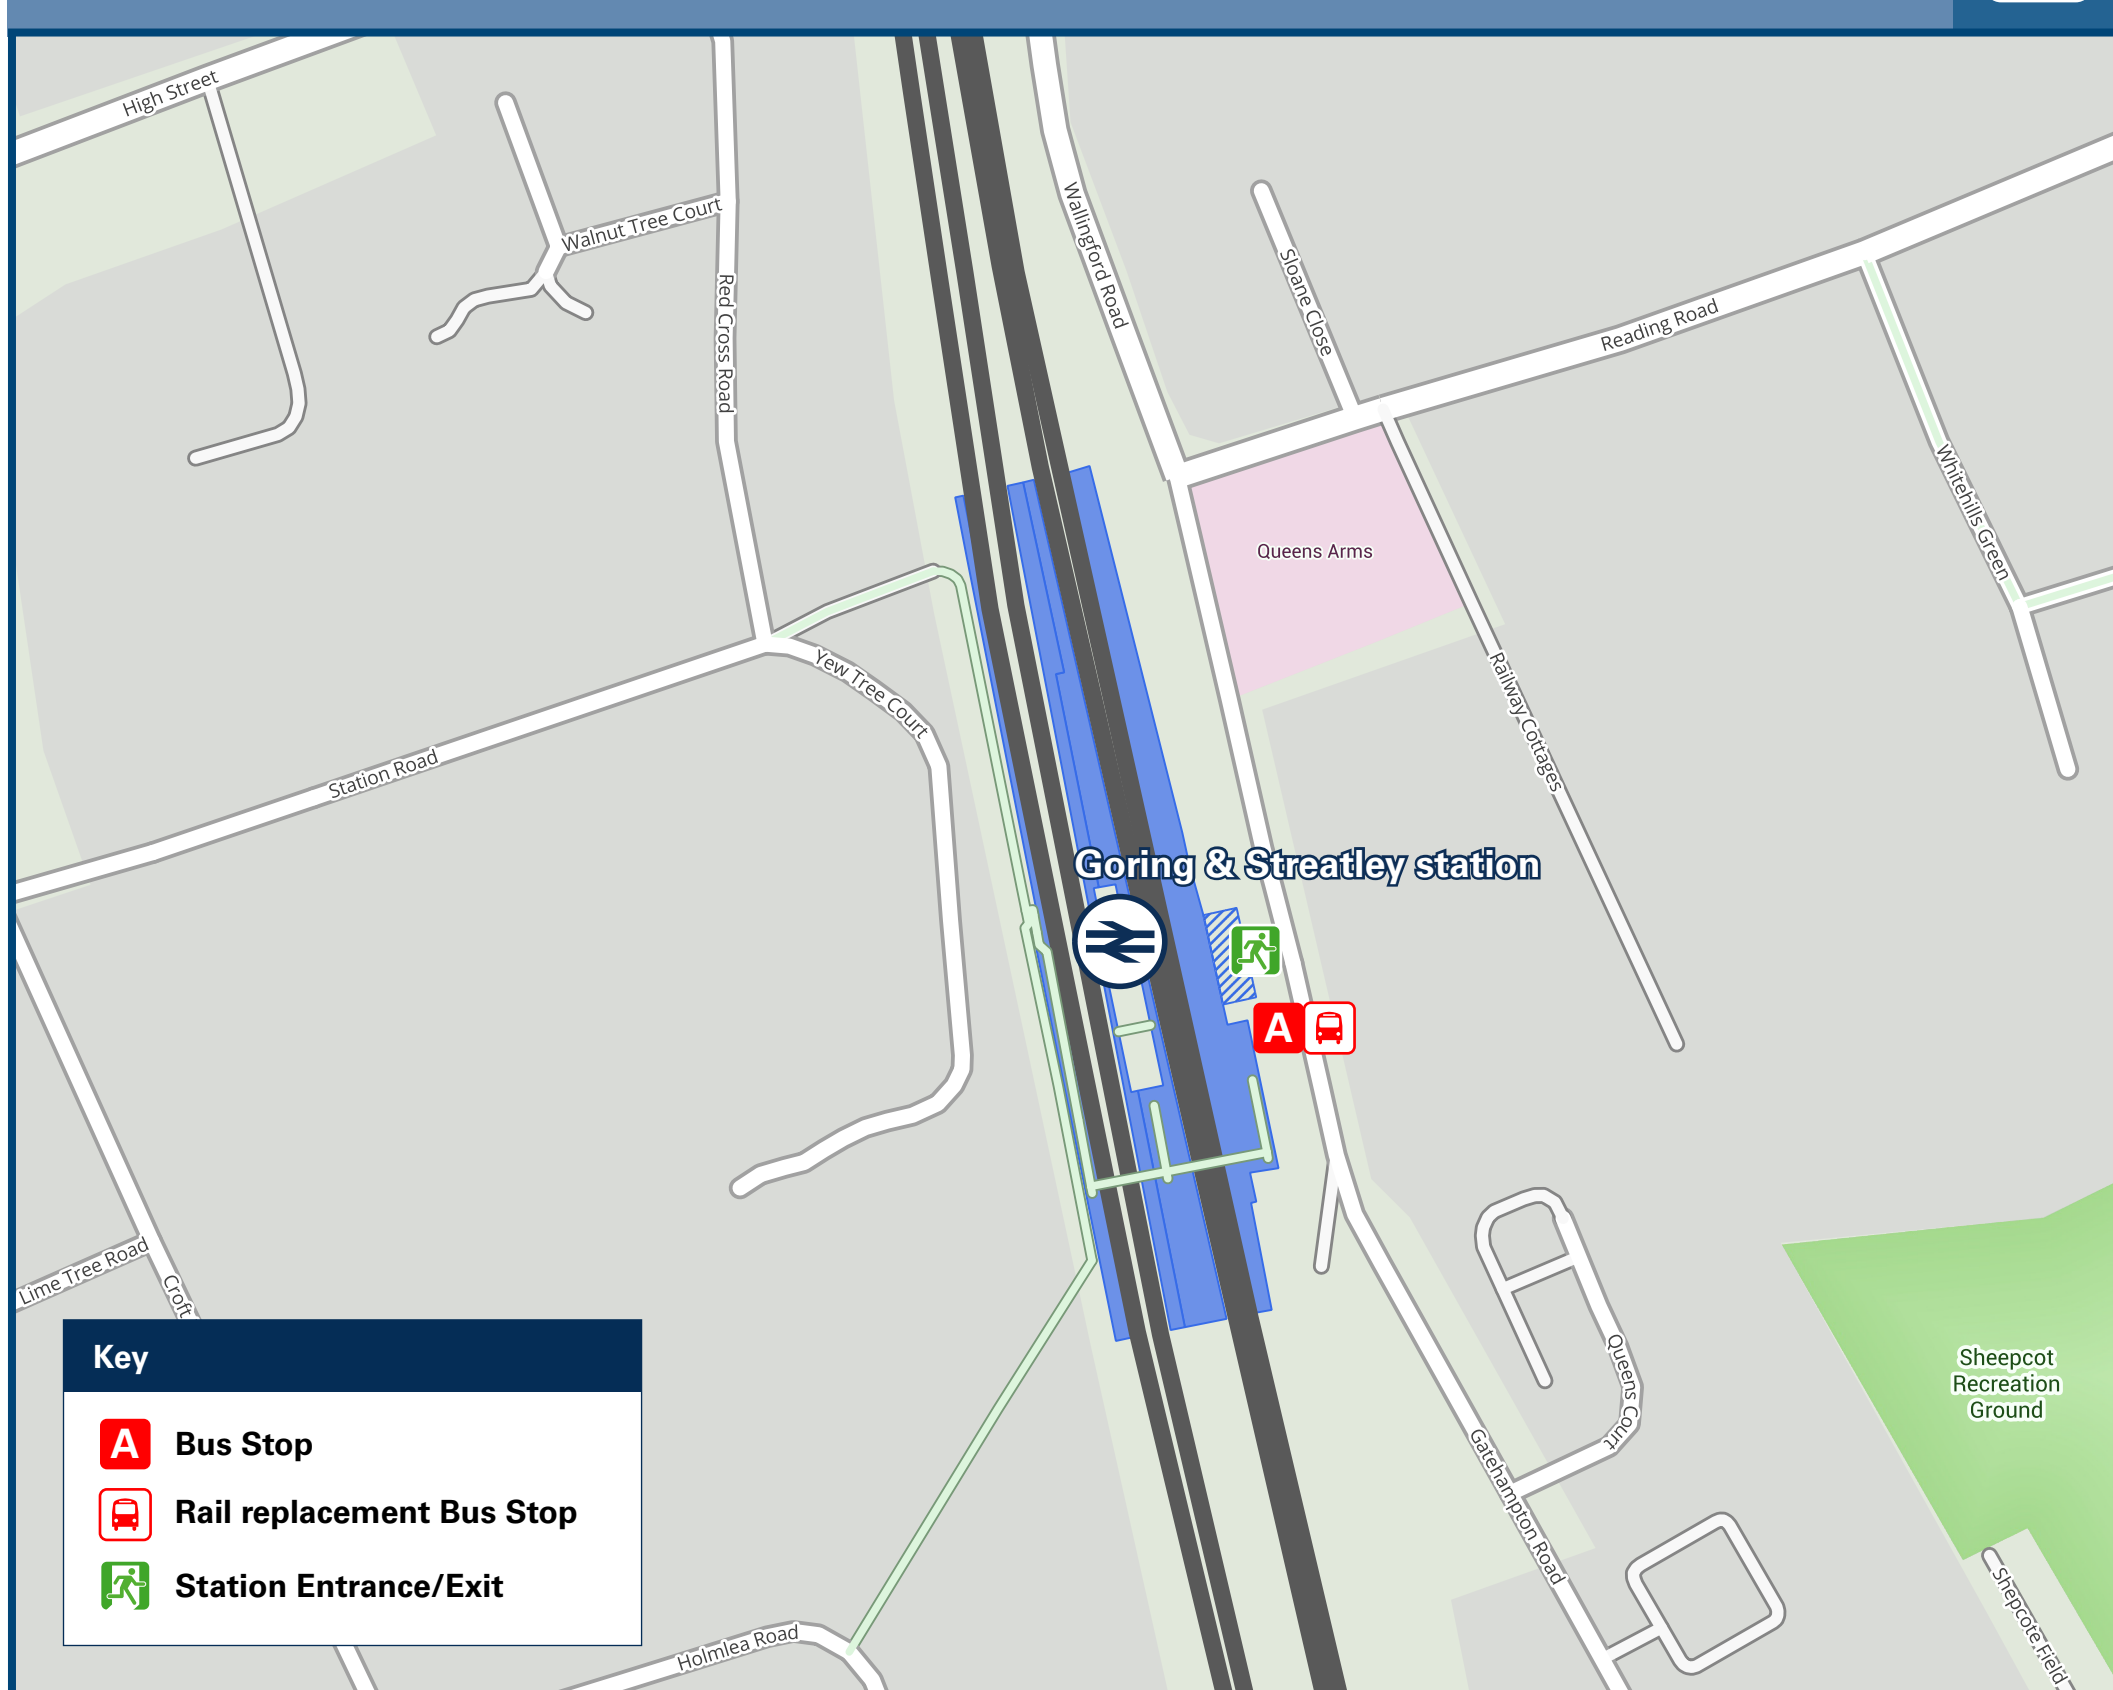 High Street
Walnut Tree Court
Red Cross Road
Wallingford Road
Sloane Close
Reading Road
Whitehills Green
Queens Arms
Railway Cottages
Yew Tree Court
Station Road
Goring & Streatley station
A
Lime Tree Road
Croft
Key
A Bus Stop
Rail replacement Bus Stop
Station Entrance/Exit
Holmlea Road
Gatehampton Road
Queens Court
Sheepcot
Recreation
Ground
Shepcote Field